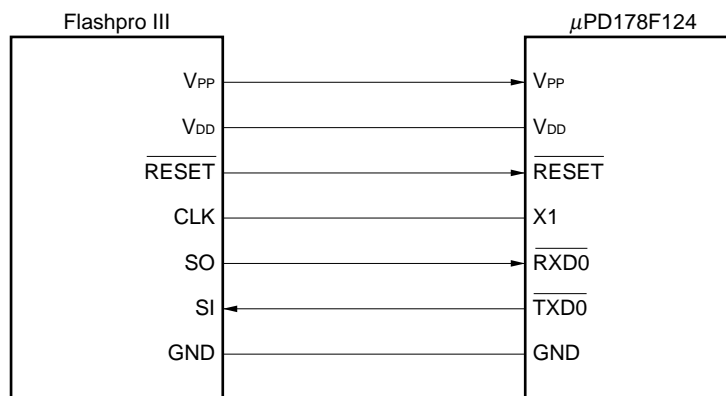 Flashpro III μPD178F124
VPP VPP
VDD VDD
RESET RESET
CLK X1
SO RXD0
SI TXD0
GND GND